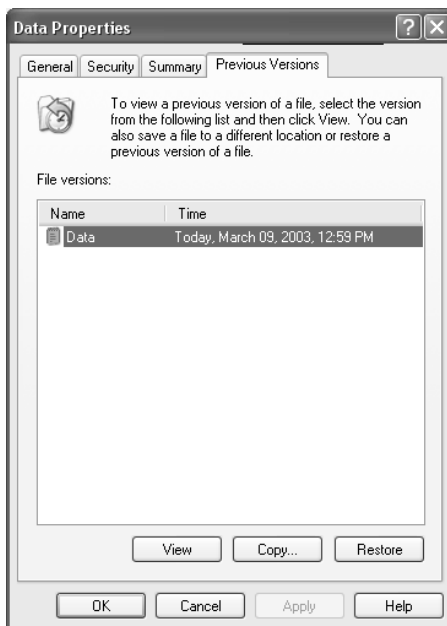 Data Properties
General Security Summary Previous Versions
To view a previous version of a file, select the version
from the following list and then click View. You can
also save a file to a different location or restore a
previous version of a file.
File versions:
Name Time
Data Today, March 09, 2003, 12:59 PM
View Copy... Restore
OK Cancel Apply Help